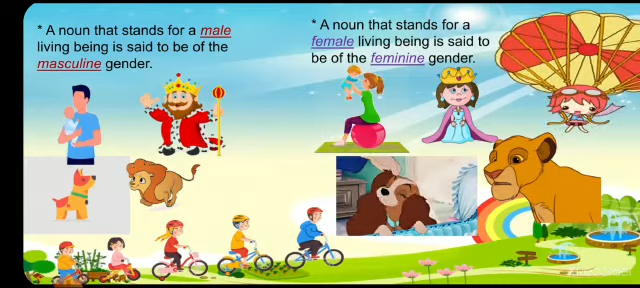 * A noun that stands for a male
living being is said to be of the
masculine gender.
* A noun that stands for a
female living being is said to
be of the feminine gender.